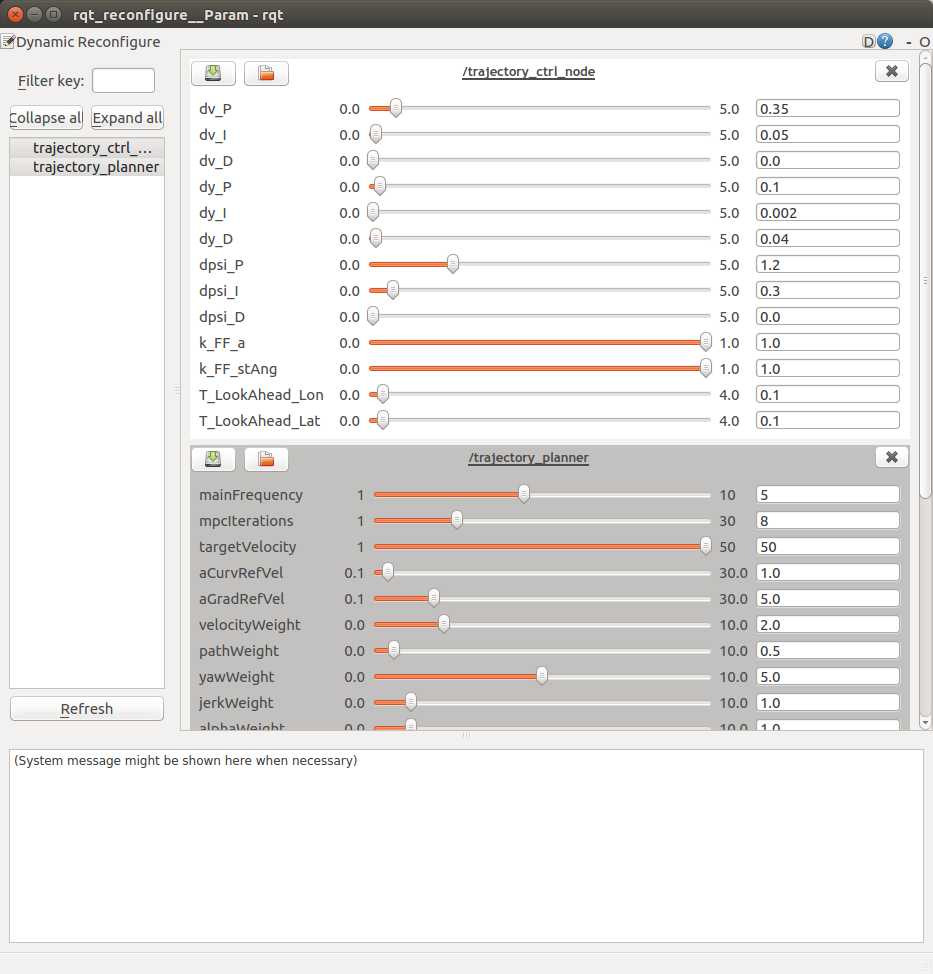 rqt_reconfigure__Param - rqt
Dynamic Reconfigure
D ? - O
Filter key:
Collapse al Expand all
trajectory_ctrl_...
trajectory_planner
Refresh
/trajectory_ctrl_node
dv_P 0.0 5.0 0.35
dv_I 0.0 5.0 0.05
dv_D 0.0 5.0 0.0
dy_P 0.0 5.0 0.1
dy_I 0.0 5.0 0.002
dy_D 0.0 5.0 0.04
dpsi_P 0.0 5.0 1.2
dpsi_I 0.0 5.0 0.3
dpsi_D 0.0 5.0 0.0
k_FF_a 0.0 1.0 1.0
k_FF_stAng 0.0 1.0 1.0
T_LookAhead_Lon 0.0 4.0 0.1
T_LookAhead_Lat 0.0 4.0 0.1
/trajectory_planner
mainFrequency 1 10 5
mpcIterations 1 30 8
targetVelocity 1 50 50
aCurvRefVel 0.1 30.0 1.0
aGradRefVel 0.1 30.0 5.0
velocityWeight 0.0 10.0 2.0
pathWeight 0.0 10.0 0.5
yawWeight 0.0 10.0 5.0
jerkWeight 0.0 10.0 1.0
alphaWeight 0.0 10.0 1.0
(System message might be shown here when necessary)